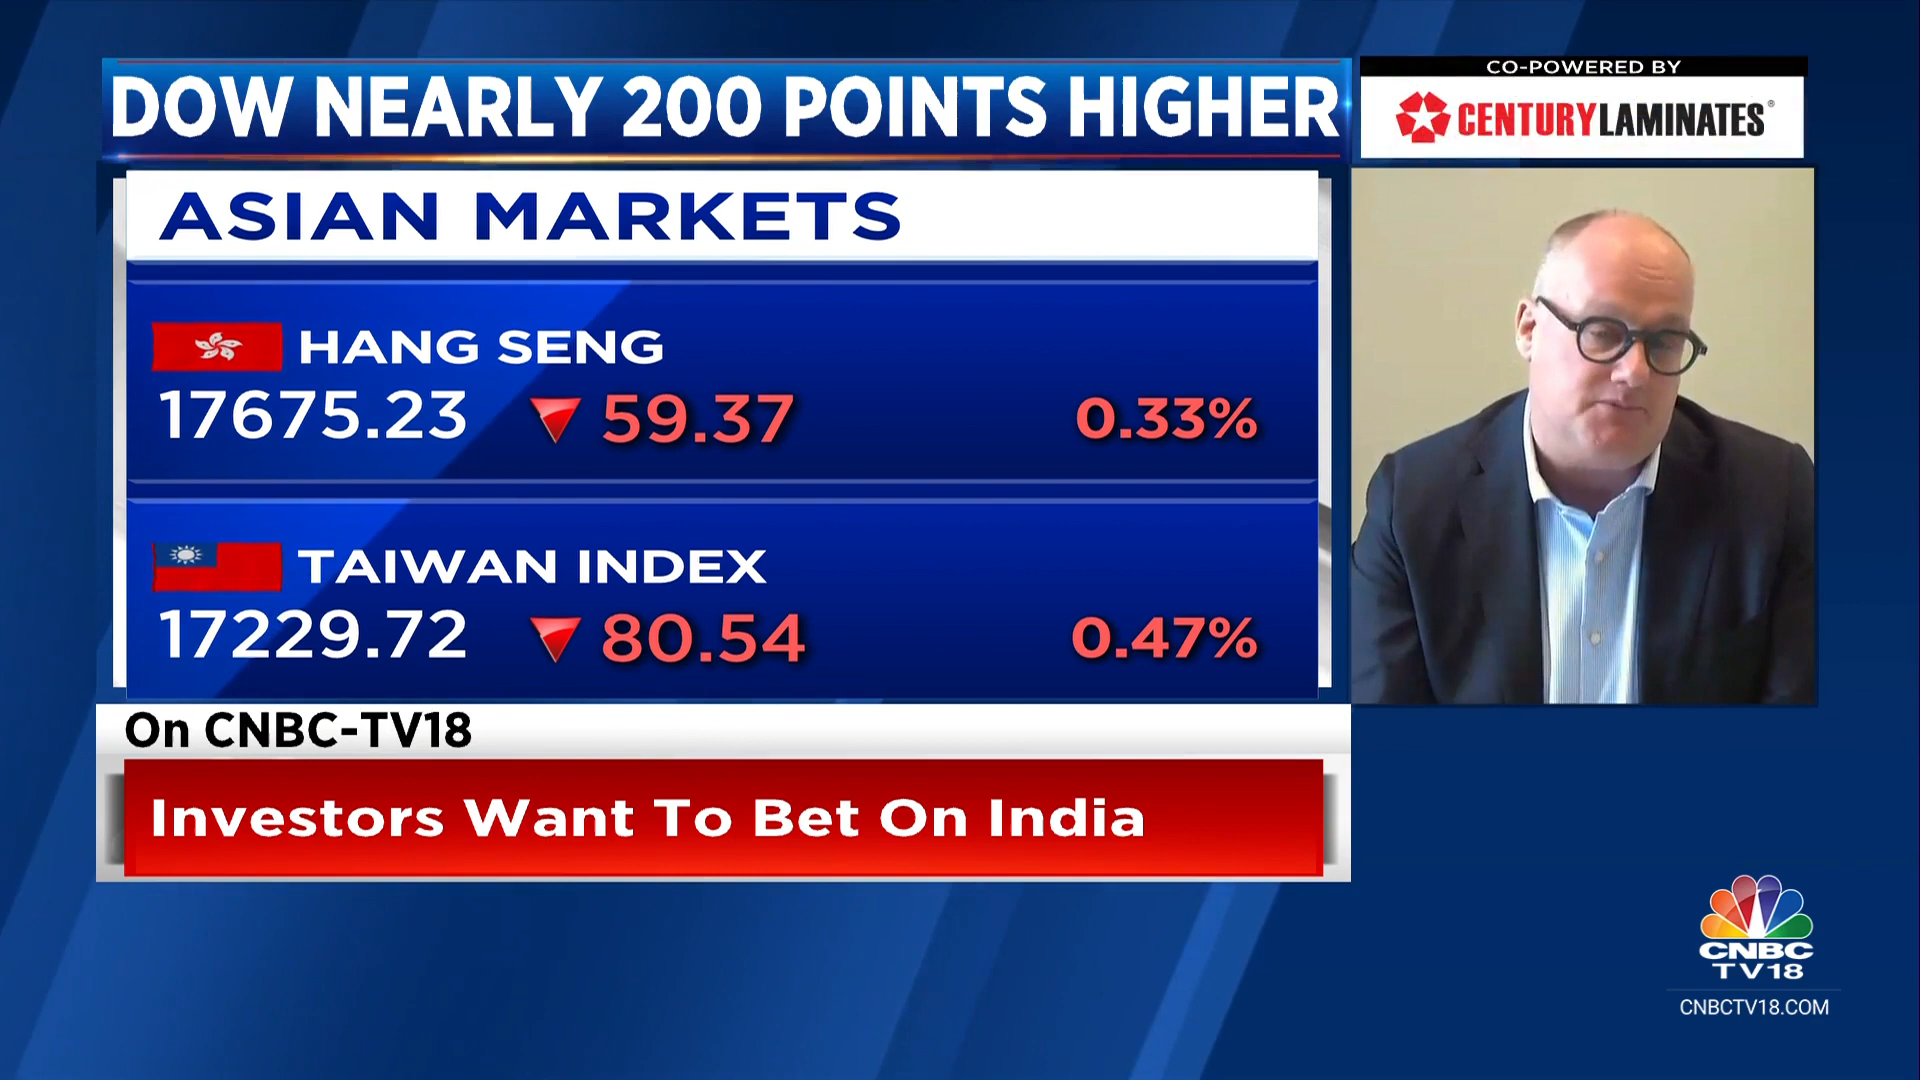 DOW NEARLY 200 POINTS HIGHER
CO-POWERED BY
CENTURYLAMINATES®
ASIAN MARKETS
HANG SENG
17675.23 59.37 0.33%
TAIWAN INDEX
17229.72 80.54 0.47%
On CNBC-TV18
Investors Want To Bet On India
CNBC
TV18
CNBCTV18.COM